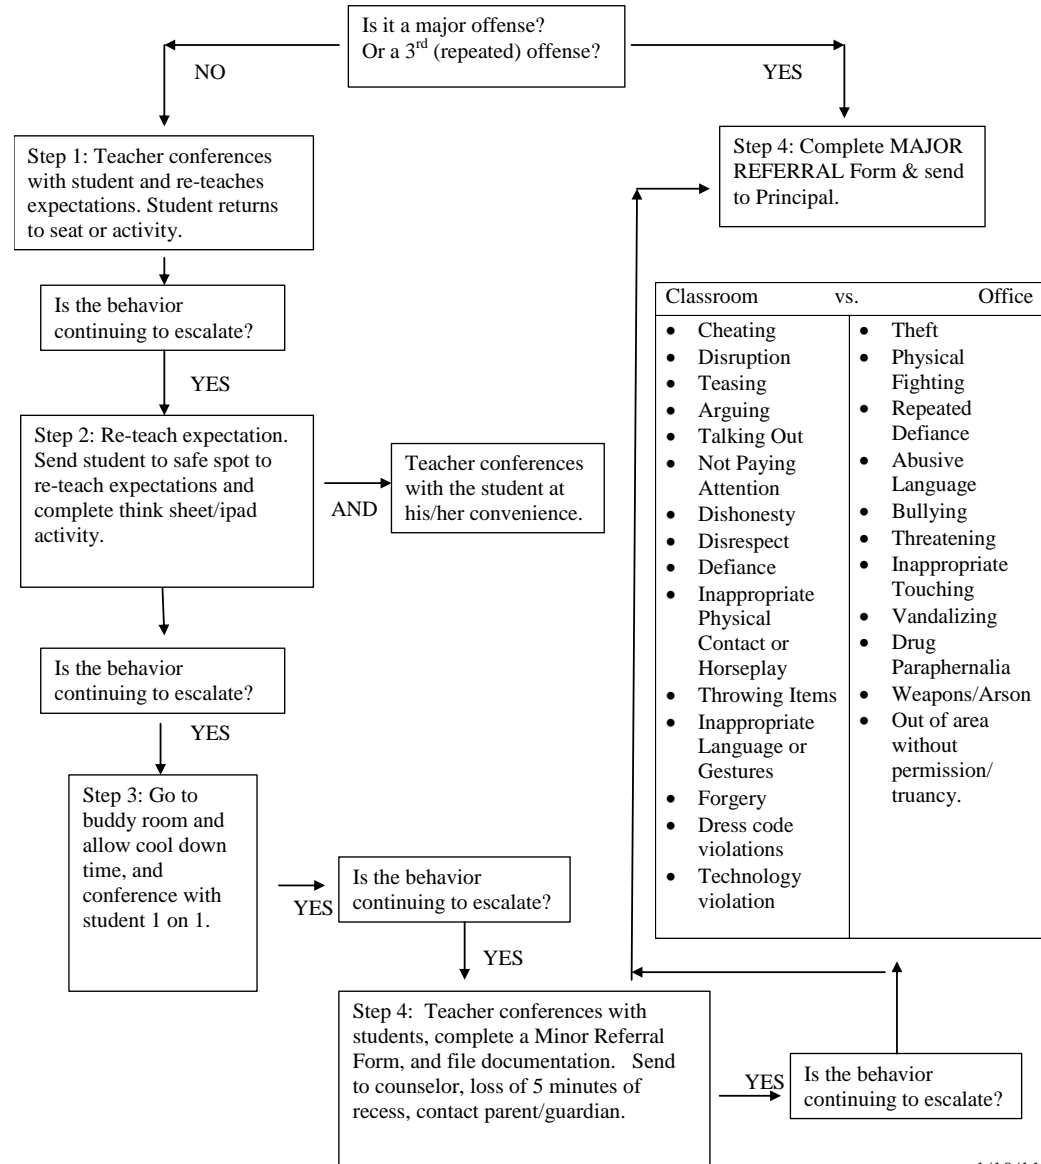 Is it a major offense?
Or a 3rd (repeated) offense?
NO
YES
Step 1: Teacher
conferences
with student and re-teaches
expectations. Student returns
to seat or activity.
Is the behavior
continuing to escalate?
YES
Step 2: Re-teach expectation.
Send student to safe spot to
re-teach expectations and
complete think sheet/ipad
activity.
AND
Teacher conferences
with the student at
his/her convenience.
Is the behavior
continuing to escalate?
YES
Step 3: Go to
buddy room and
allow cool down
time, and
conference with
student 1 on 1.
YES
Is the behavior
continuing to escalate?
YES
Step 4: Teacher conferences with
students, complete a Minor Referral
Form, and file documentation. Send
to counselor, loss of 5 minutes of
recess, contact parent/guardian.
YES
Is the behavior
continuing to escalate?
Step 4: Complete MAJOR
REFERRAL Form & send
to Principal.
Classroom vs. Office
• Cheating
• Disruption
• Teasing
• Arguing
• Talking Out
• Not Paying
Attention
• Dishonesty
• Disrespect
• Defiance
• Inappropriate
Physical
Contact or
Horseplay
• Throwing Items
• Inappropriate
Language or
Gestures
• Forgery
• Dress code
violations
• Technology
violation
• Theft
• Physical
Fighting
• Repeated
Defiance
• Abusive
Language
• Bullying
• Threatening
• Inappropriate
Touching
• Vandalizing
• Drug
Paraphernalia
• Weapons/Arson
• Out of area
without
permission/
truancy.